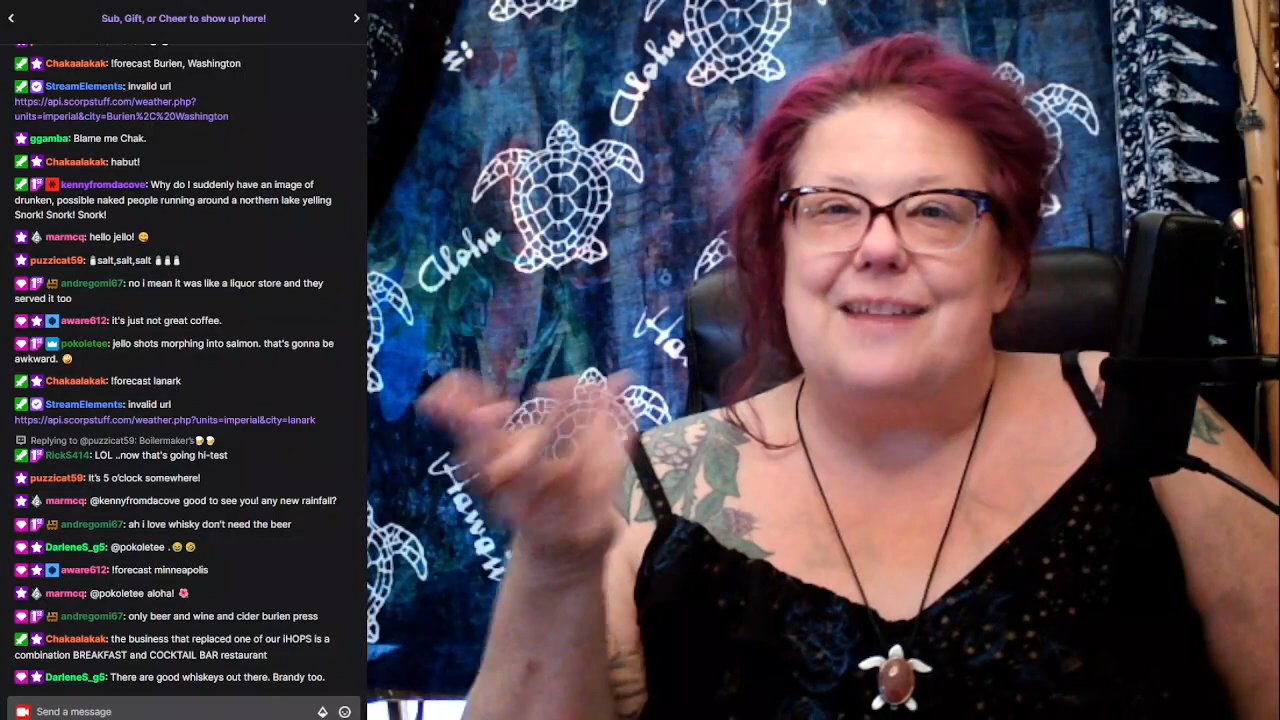 Sub, Gift, or Cheer to show up here!
Chakaalakak: !forecast Burien, Washington
StreamElements: invalid url
https://api.scorpstuff.com/weather.php?
units=imperial&city=Burien%2C%20Washington
ggamba: Blame me Chak.
Chakaalakak: habut!
kennyfromdacove: Why do I suddenly have an image of
drunken, possible naked people running around a northern lake yelling
Snork! Snork! Snork!
marmcq: hello jello! 😋
puzzicat59: 🧂salt,salt,salt 🧂🧂🧂
andregomi67: no i mean it was like a liquor store and they
served it too
aware612: it's just not great coffee.
pokoletee: jello shots morphing into salmon. that's gonna be
awkward. 🤪
Chakaalakak: !forecast lanark
StreamElements: invalid url
https://api.scorpstuff.com/weather.php?units=imperial&city=lanark
Replying to @puzzicat59: Boilermaker's🍺🍺
RickS414: LOL ..now that's going hi-test
puzzicat59: It's 5 o'clock somewhere!
marmcq: @kennyfromdacove good to see you! any new rainfall?
andregomi67: ah i love whisky don't need the beer
DarleneS_g5: @pokoletee . 😂 🤣
aware612: !forecast minneapolis
marmcq: @pokoletee aloha! 🌺
andregomi67: only beer and wine and cider burien press
Chakaalakak: the business that replaced one of our iHOPS is a
combination BREAKFAST and COCKTAIL BAR restaurant
DarleneS_g5: There are good whiskeys out there. Brandy too.
Send a message
Aloha
Aloha
Hawaii